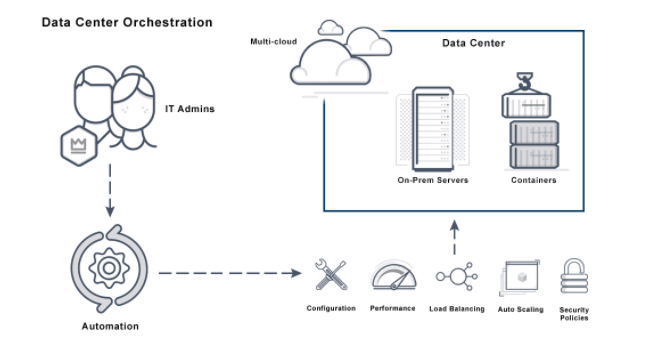 Data Center Orchestration
Multi-cloud
Data Center
IT Admins
On-Prem Servers
Containers
Automation
Configuration
Performance
Load Balancing
Auto Scaling
Security
Policies